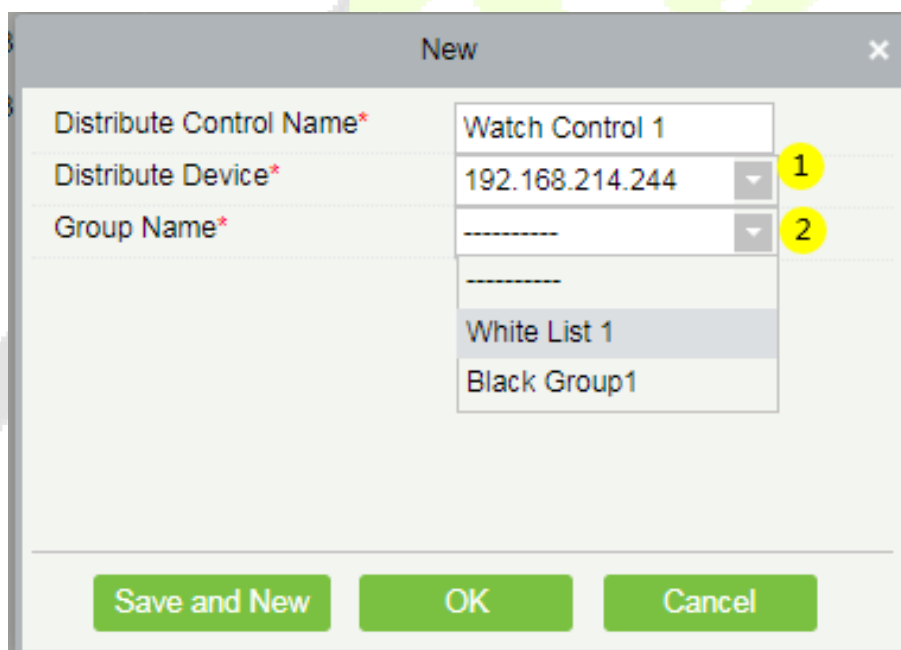 New
Distribute Control Name* Watch Control 1
Distribute Device* 192.168.214.244 1
Group Name* ---------- 2
----------
White List 1
Black Group1
Save and New OK Cancel